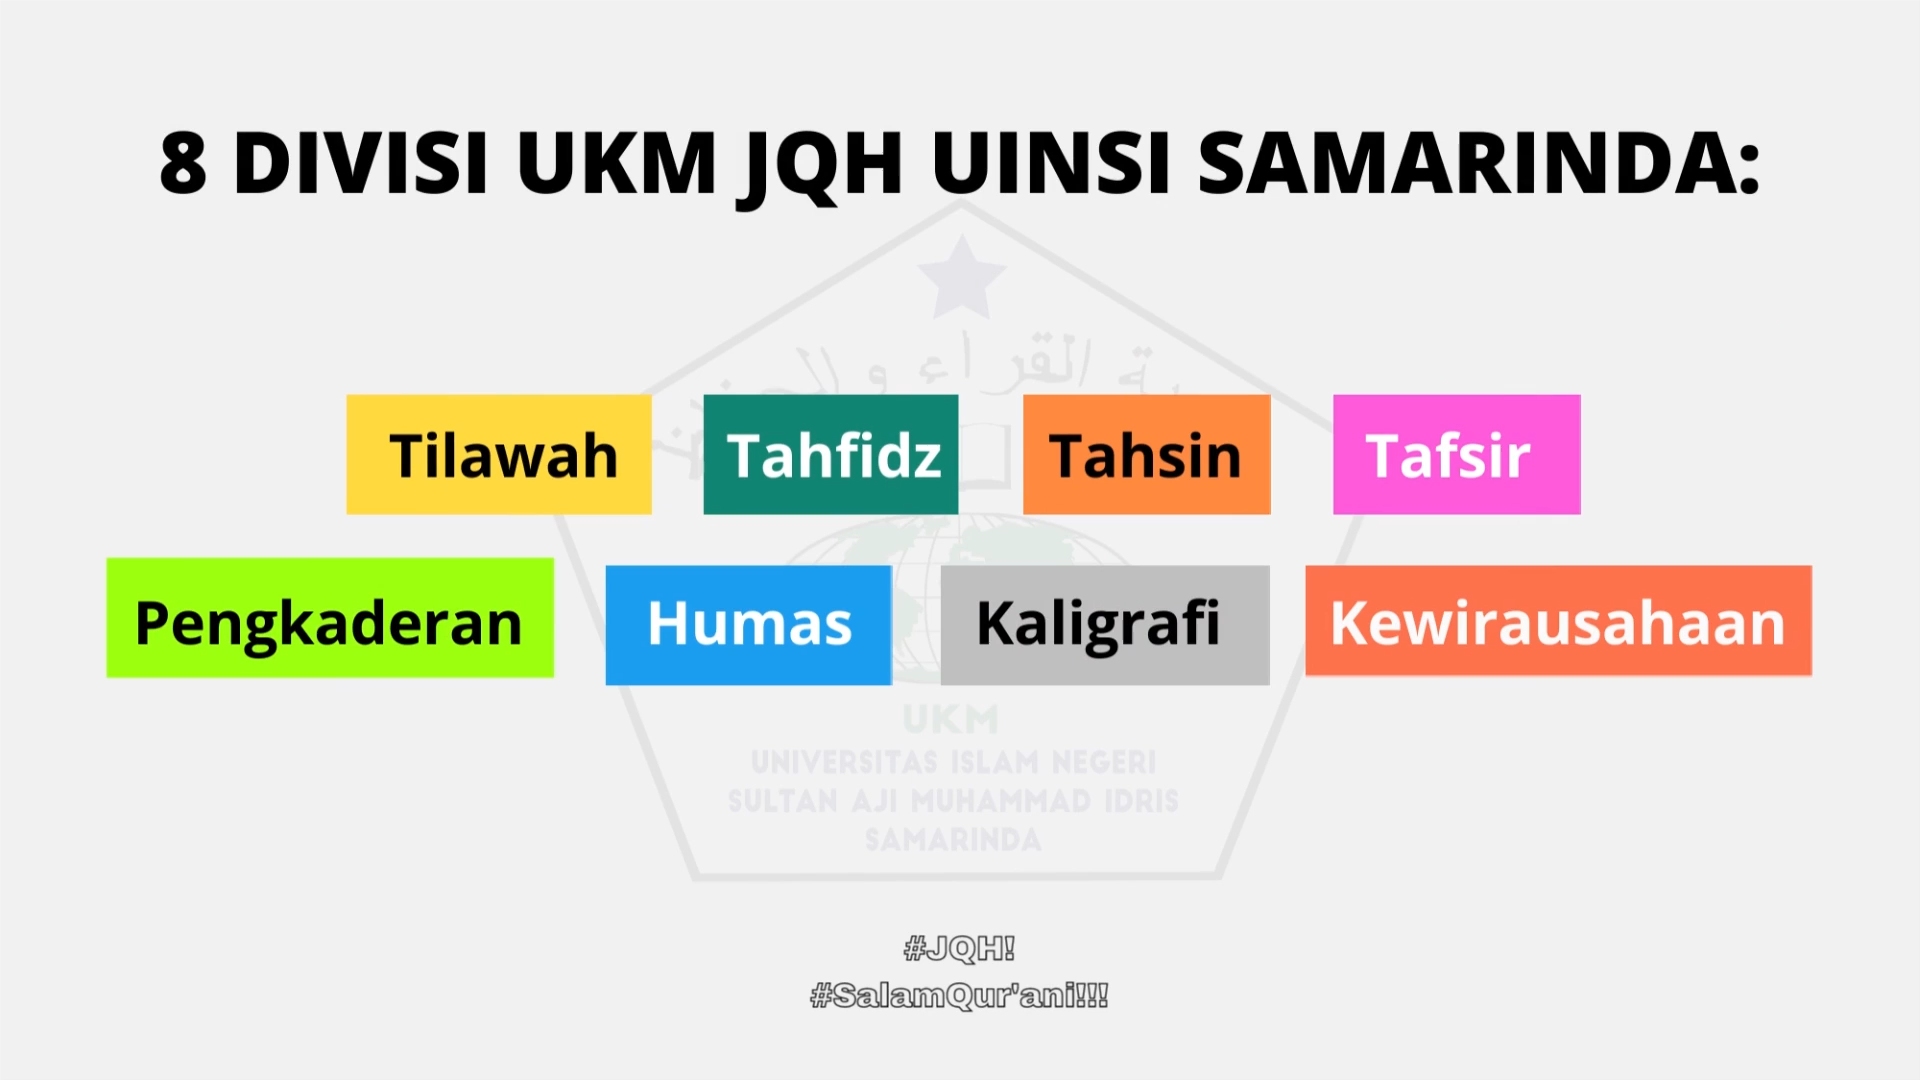 8 DIVISI UKM JQH UINSI SAMARINDA:
القراء و
Tilawah Tahfidz Tahsin Tafsir
Pengkaderan Humas Kaligrafi Kewirausahaan
UKM
UNIVERSITAS ISLAM NEGERI
SULTAN AJI MUHAMMAD IDRIS
SAMARINDA
#JQH!
#SalamQur'ani!!!